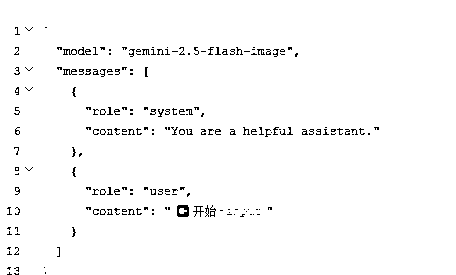 1
2 "model": "gemini-2.5-flash-image",
3 "messages": [
4 {
5 "role": "system",
6 "content": "You are a helpful assistant."
7 },
8 {
9 "role": "user",
10 "content": " 开始 "
11 }
12 ]
13